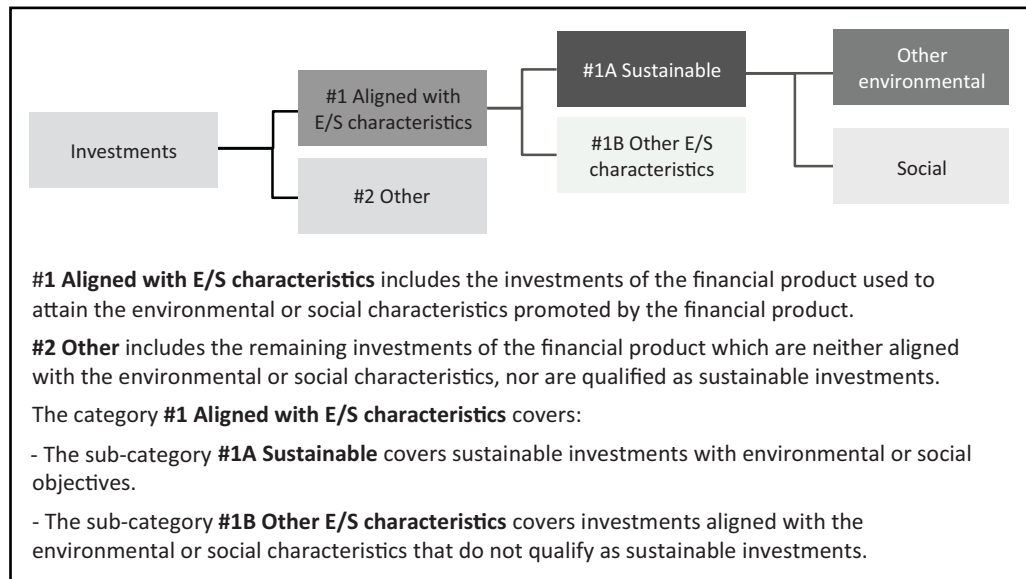 Investments
#1 Aligned with
E/S characteristics
#2 Other
#1A Sustainable
#1B Other E/S
characteristics
Other
environmental
Social
#1 Aligned with E/S characteristics includes the investments of the financial product used to
attain the environmental or social characteristics promoted by the financial product.
#2 Other includes the remaining investments of the financial product which are neither aligned
with the environmental or social characteristics, nor are qualified as sustainable investments.
The category #1 Aligned with E/S characteristics covers:
- The sub-category #1A Sustainable covers sustainable investments with environmental or social
objectives.
- The sub-category #1B Other E/S characteristics covers investments aligned with the
environmental or social characteristics that do not qualify as sustainable investments.